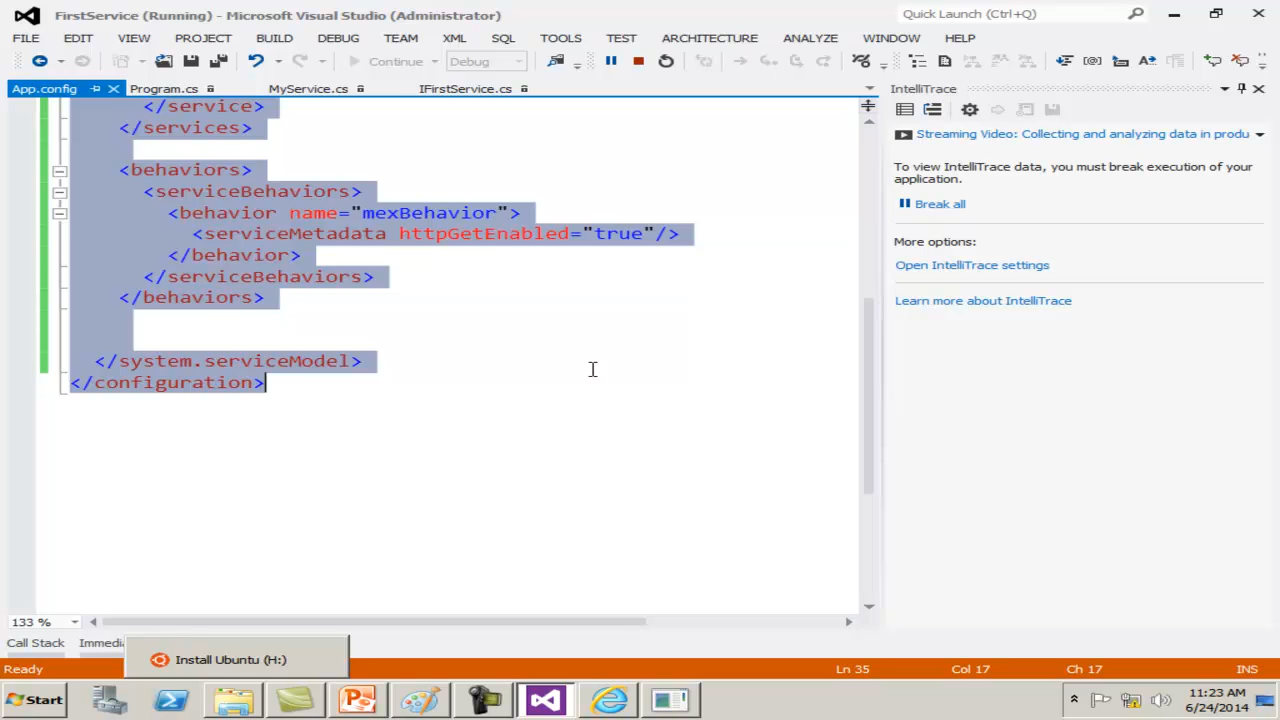 FirstService (Running) - Microsoft Visual Studio (Administrator)
Quick Launch (Ctrl+Q)
FILE EDIT VIEW PROJECT BUILD DEBUG TEAM XML SQL TOOLS TEST ARCHITECTURE ANALYZE WINDOW HELP
Continue Debug
App.config Program.cs MyService.cs IFirstService.cs
</service>
</services>
<behaviors>
<serviceBehaviors>
<behavior name="mexBehavior">
<serviceMetadata httpGetEnabled="true"/>
</behavior>
</serviceBehaviors>
</behaviors>
</system.serviceModel>
</configuration>
IntelliTrace
Streaming Video: Collecting and analyzing data in produ
To view IntelliTrace data, you must break execution of your
application.
Break all
More options:
Open IntelliTrace settings
Learn more about IntelliTrace
133 %
Call Stack Immedia
Install Ubuntu (H:)
Ready Ln 35 Col 17 Ch 17 INS
Start
11:23 AM
6/24/2014